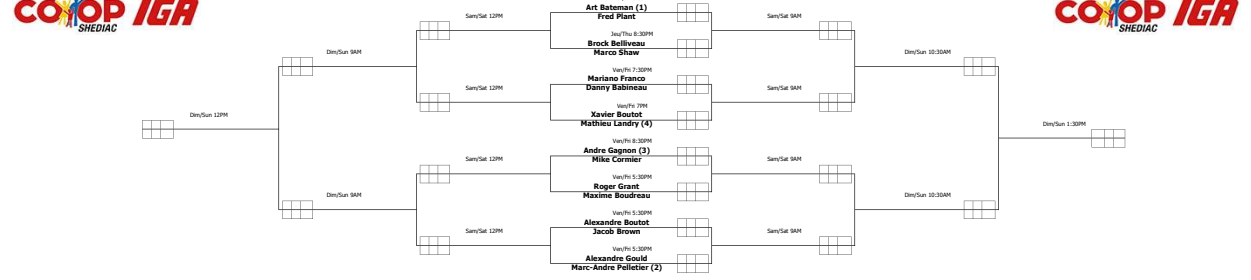 CO-OP IGA
SHEDIAC
CO-OP IGA
SHEDIAC
Art Bateman (1)
Fred Plant
Jeu/Thu 8:30PM
Brock Belliveau
Marco Shaw
Ven/Fri 7:30PM
Mariano Franco
Danny Babineau
Ven/Fri 7PM
Xavier Boutot
Mathieu Landry (4)
Ven/Fri 8:30PM
Andre Gagnon (3)
Mike Cormier
Ven/Fri 5:30PM
Roger Grant
Maxime Boudreau
Ven/Fri 5:30PM
Alexandre Boutot
Jacob Brown
Ven/Fri 5:30PM
Alexandre Gould
Marc-Andre Pelletier (2)
Sam/Sat 12PM
Sam/Sat 12PM
Sam/Sat 12PM
Sam/Sat 12PM
Dim/Sun 9AM
Dim/Sun 9AM
Dim/Sun 12PM
Sam/Sat 9AM
Sam/Sat 9AM
Sam/Sat 9AM
Sam/Sat 9AM
Dim/Sun 10:30AM
Dim/Sun 10:30AM
Dim/Sun 1:30PM